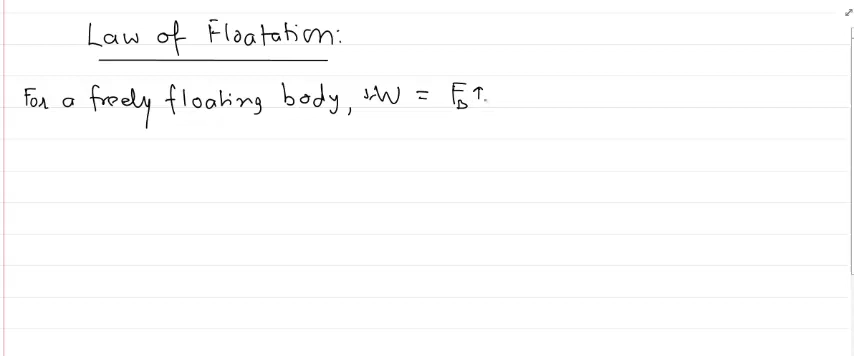 Law of Floatation:
For a freely floating body, ↓W = F_B↑